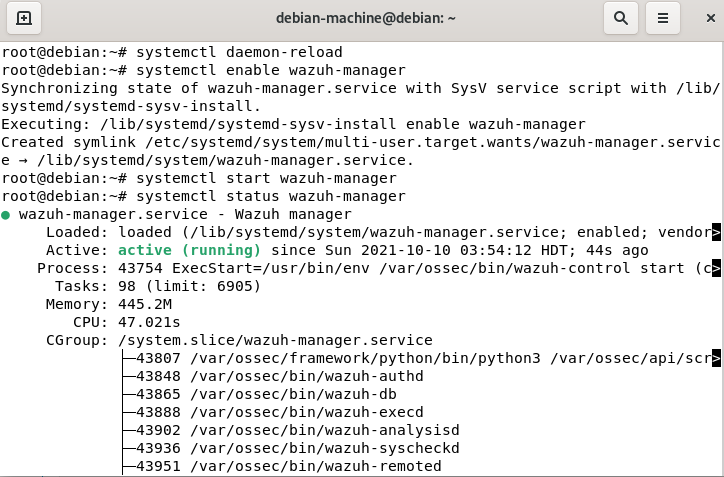 debian-machine@debian: ~
root@debian:~# systemctl daemon-reload
root@debian:~# systemctl enable wazuh-manager
Synchronizing state of wazuh-manager.service with SysV service script with /lib/
systemd/systemd-sysv-install.
Executing: /lib/systemd/systemd-sysv-install enable wazuh-manager
Created symlink /etc/systemd/system/multi-user.target.wants/wazuh-manager.servic
e → /lib/systemd/system/wazuh-manager.service.
root@debian:~# systemctl start wazuh-manager
root@debian:~# systemctl status wazuh-manager
● wazuh-manager.service - Wazuh manager
     Loaded: loaded (/lib/systemd/system/wazuh-manager.service; enabled; vendor>
     Active: active (running) since Sun 2021-10-10 03:54:12 HDT; 44s ago
    Process: 43754 ExecStart=/usr/bin/env /var/ossec/bin/wazuh-control start (c>
      Tasks: 98 (limit: 6905)
     Memory: 445.2M
        CPU: 47.021s
     CGroup: /system.slice/wazuh-manager.service
             ├─43807 /var/ossec/framework/python/bin/python3 /var/ossec/api/scr>
             ├─43848 /var/ossec/bin/wazuh-authd
             ├─43865 /var/ossec/bin/wazuh-db
             ├─43888 /var/ossec/bin/wazuh-execd
             ├─43902 /var/ossec/bin/wazuh-analysisd
             ├─43936 /var/ossec/bin/wazuh-syscheckd
             ├─43951 /var/ossec/bin/wazuh-remoted